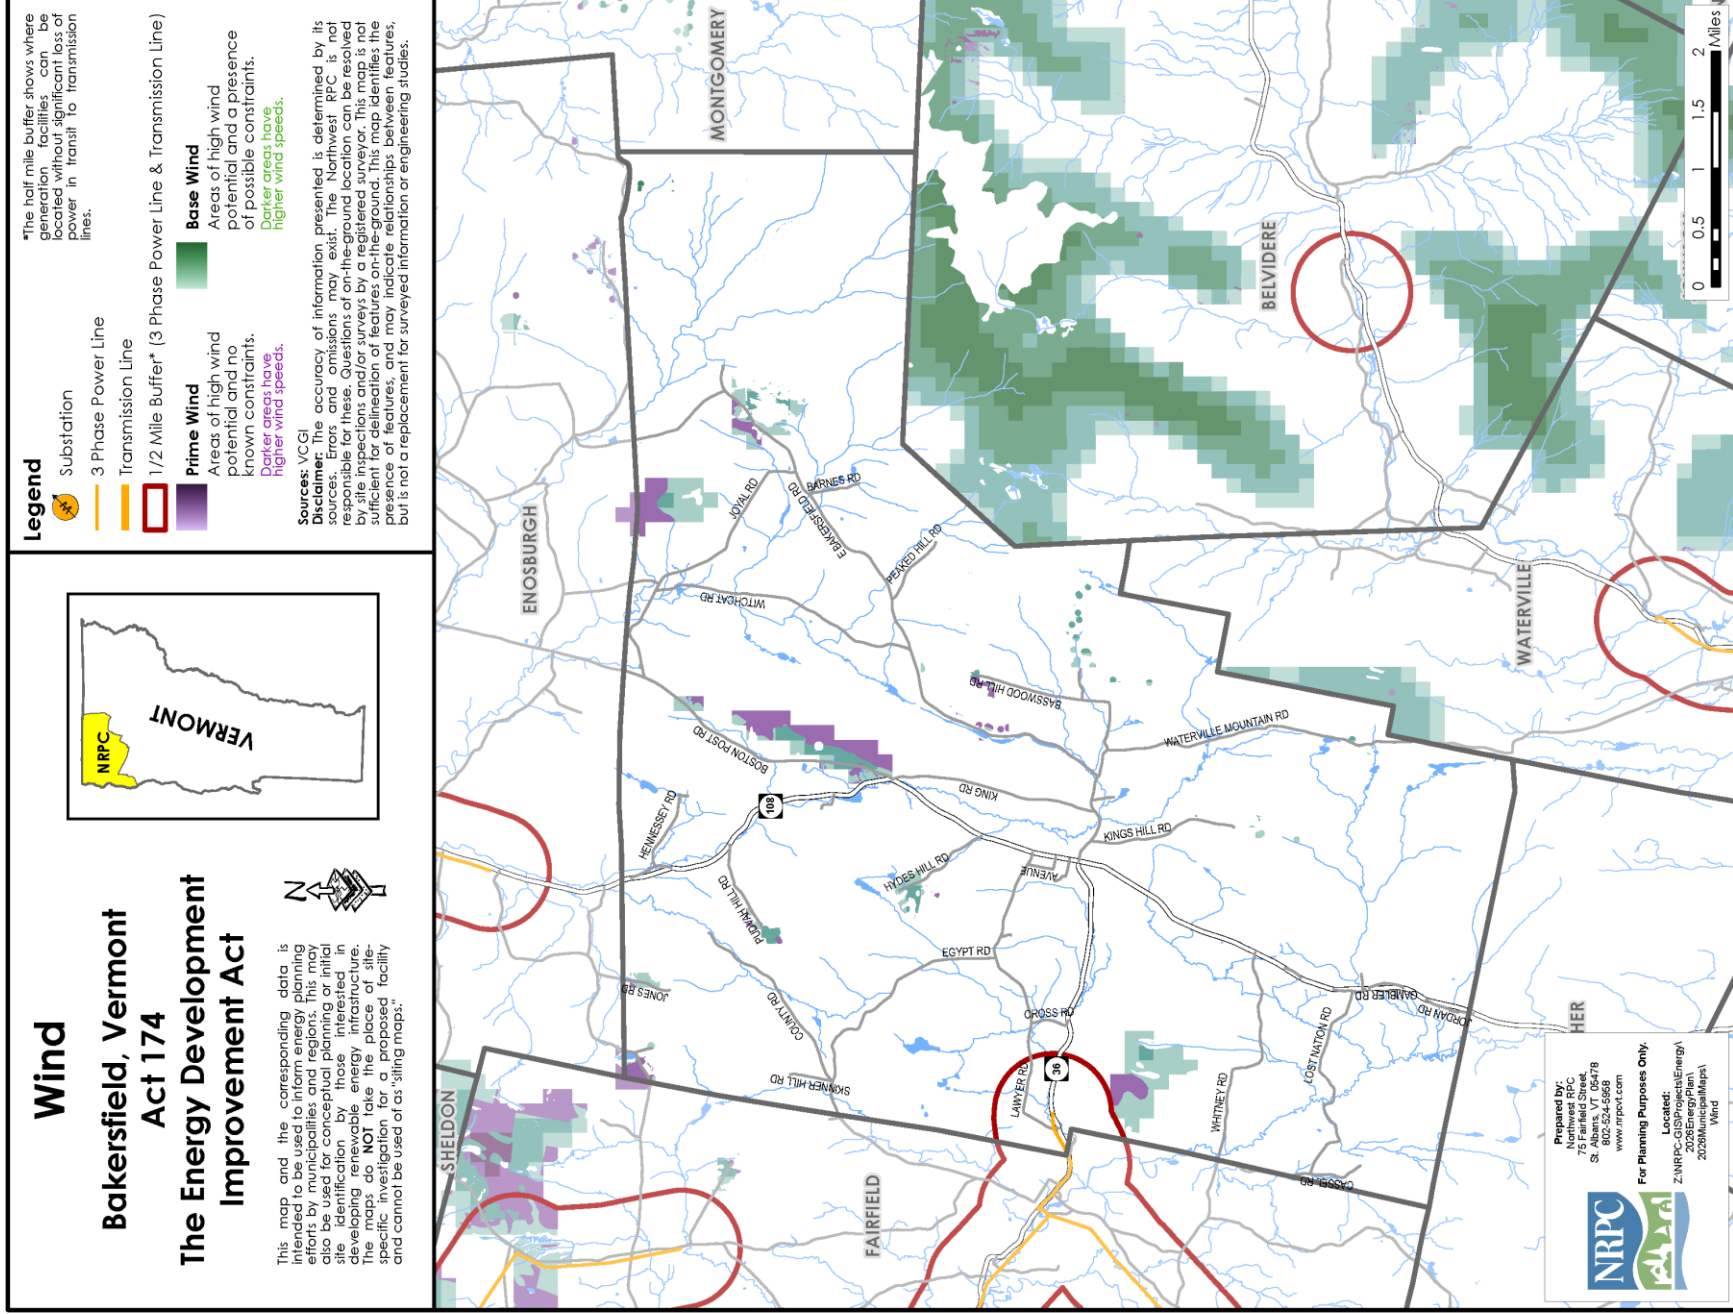 Wind
Bakersfield, Vermont
Act 174
The Energy Development
Improvement Act
This map and the corresponding data is
intended to be used to inform energy planning
efforts by municipalities and regions. This may
also be used for conceptual planning or initial
site identification by those interested in
developing renewable energy infrastructure.
The maps do NOT take the place of site-
specific investigation for a proposed facility
and cannot be used of as "siting maps."
N
NRPC
VERMONT
Legend
Substation
3 Phase Power Line
Transmission Line
1/2 Mile Buffer* (3 Phase Power Line & Transmission Line)
*The half mile buffer shows where
generation facilities can be
located without significant loss of
power in transit to transmission
lines.
Prime Wind
Areas of high wind
potential and no
known constraints.
Darker areas have
higher wind speeds.
Base Wind
Areas of high wind
potential and a presence
of possible constraints.
Darker areas have
higher wind speeds.
Sources: VCGI
Disclaimer: The accuracy of information presented is determined by its
sources. Errors and omissions may exist. The Northwest RPC is not
responsible for these. Questions of on-the-ground location can be resolved
by site inspections and/or surveys by a registered surveyor. This map is not
sufficient for delineation of features on-the-ground. This map identifies the
presence of features, and may indicate relationships between features,
but is not a replacement for surveyed information or engineering studies.
SHELDON
ENOSBURGH
MONTGOMERY
JONES RD
HENNESSEY RD
BOSTON POST RD
WITCHCAT RD
JOYAL RD
E BAKERSFIELD RD
BARNES RD
PUDVAH HILL RD
108
COUNTY RD
SKINNER HILL RD
HYDES HILL RD
KING RD
BASSWOOD HILL RD
PEAKED HILL RD
FAIRFIELD
EGYPT RD
AVENUE
CROSS RD
LAWYER RD
36
KINGS HILL RD
WATERVILLE MOUNTAIN RD
BELVIDERE
WHITNEY RD
LOST NATION RD
CASSEL RD
GAMBLER RD
JORDAN RD
WATERVILLE
HER
NRPC
Prepared by:
Northwest RPC
75 Fairfield Street,
St. Albans, VT 05478
802-524-5958
www.nrpcvt.com
For Planning Purposes Only.
Located:
Z:\NRPC-GIS\Projects\Energy\
2026EnergyPlan\
2026MunicipalMaps\
Wind
0 0.5 1 1.5 2
Miles